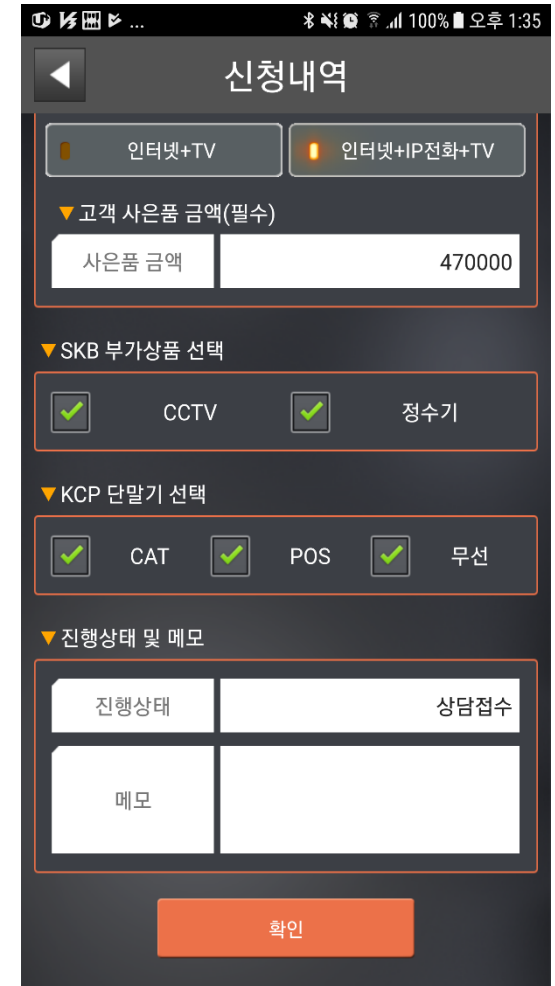 ... 100% 오후 1:35
신청내역
인터넷+TV 인터넷+IP전화+TV
▼고객 사은품 금액(필수)
사은품 금액 470000
▼SKB 부가상품 선택
CCTV 정수기
▼KCP 단말기 선택
CAT POS 무선
▼진행상태 및 메모
진행상태 상담접수
메모
확인